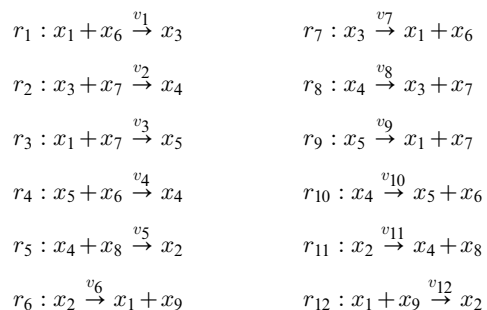 r₁ : x₁ + x₆ →^{v₁} x₃ r₇ : x₃ →^{v₇} x₁ + x₆
r₂ : x₃ + x₇ →^{v₂} x₄ r₈ : x₄ →^{v₈} x₃ + x₇
r₃ : x₁ + x₇ →^{v₃} x₅ r₉ : x₅ →^{v₉} x₁ + x₇
r₄ : x₅ + x₆ →^{v₄} x₄ r₁₀ : x₄ →^{v₁₀} x₅ + x₆
r₅ : x₄ + x₈ →^{v₅} x₂ r₁₁ : x₂ →^{v₁₁} x₄ + x₈
r₆ : x₂ →^{v₆} x₁ + x₉ r₁₂ : x₁ + x₉ →^{v₁₂} x₂